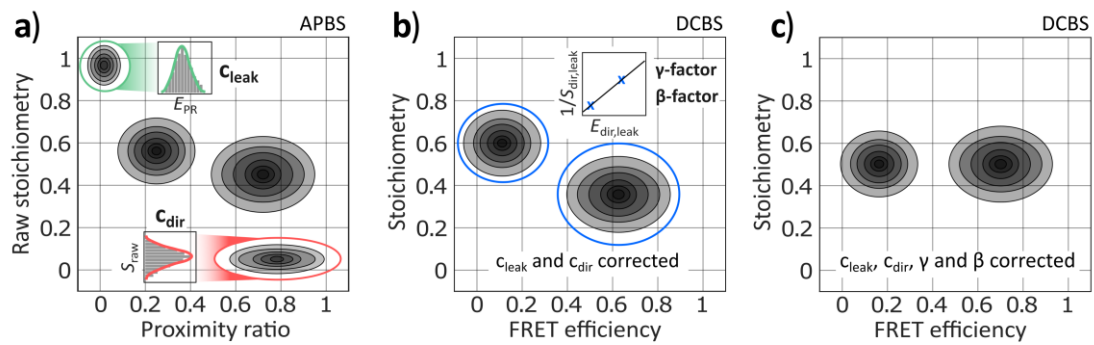 a)
APBS
Raw stoichiometry
1
0.8
0.6
0.4
0.2
0
c_leak
E_PR
c_dir
S_raw
0 0.2 0.4 0.6 0.8 1
Proximity ratio
b)
DCBS
Stoichiometry
1
0.8
0.6
0.4
0.2
0
1/S_dir,leak
E_dir,leak
γ-factor
β-factor
c_leak and c_dir corrected
0 0.2 0.4 0.6 0.8 1
FRET efficiency
c)
DCBS
Stoichiometry
1
0.8
0.6
0.4
0.2
0
c_leak, c_dir, γ and β corrected
0 0.2 0.4 0.6 0.8 1
FRET efficiency